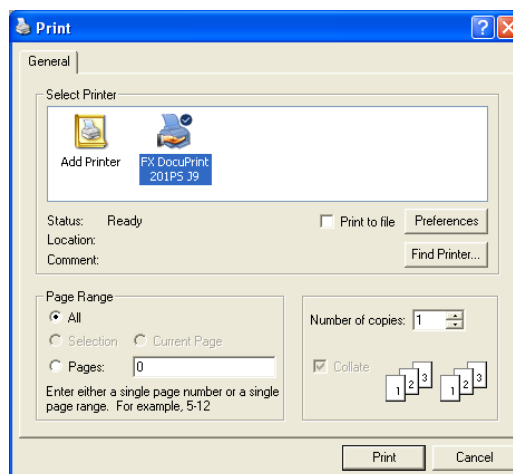 Print
General
Select Printer
Add Printer
FX DocuPrint
201PS J9
Status: Ready
Location:
Comment:
Print to file
Preferences
Find Printer...
Page Range
All
Selection
Current Page
Pages: 0
Enter either a single page number or a single
page range. For example, 5-12
Number of copies: 1
Collate
1 2 3 1 2 3
Print
Cancel